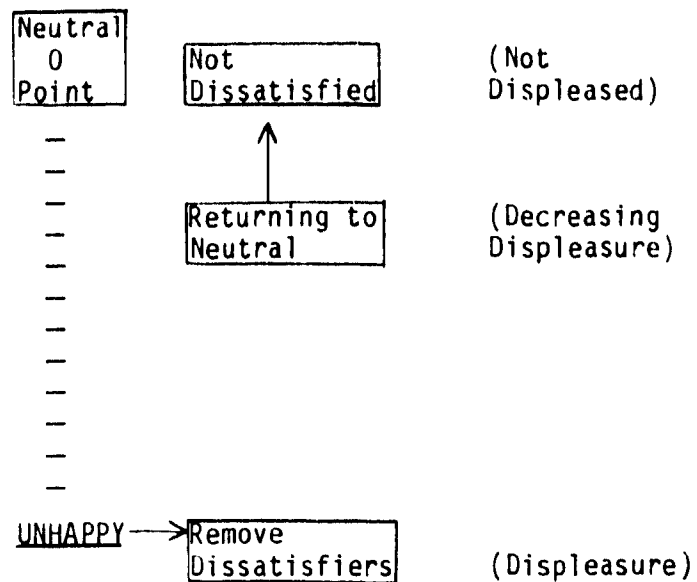 Neutral
0
Point
Not
Dissatisfied
(Not
Displeased)
Returning to
Neutral
(Decreasing
Displeasure)
UNHAPPY
Remove
Dissatisfiers
(Displeasure)